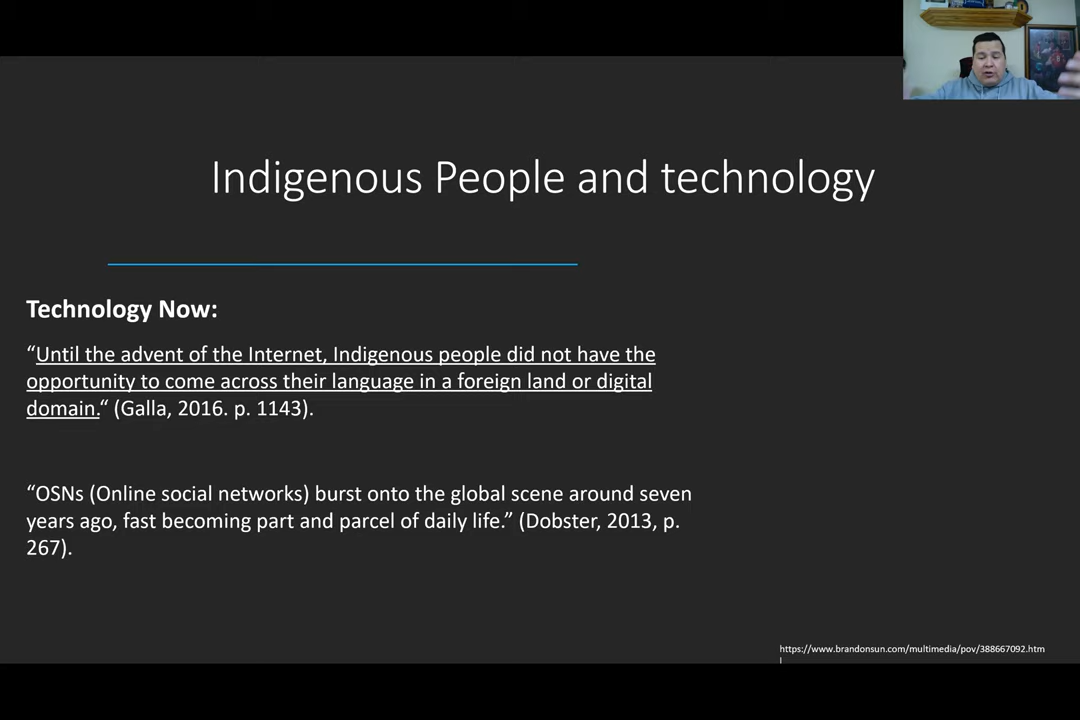 Indigenous People and technology
Technology Now:
“Until the advent of the Internet, Indigenous people did not have the
opportunity to come across their language in a foreign land or digital
domain.“ (Galla, 2016. p. 1143).
“OSNs (Online social networks) burst onto the global scene around seven
years ago, fast becoming part and parcel of daily life.” (Dobster, 2013, p.
267).
https://www.brandonsun.com/multimedia/pov/388667092.htm
l